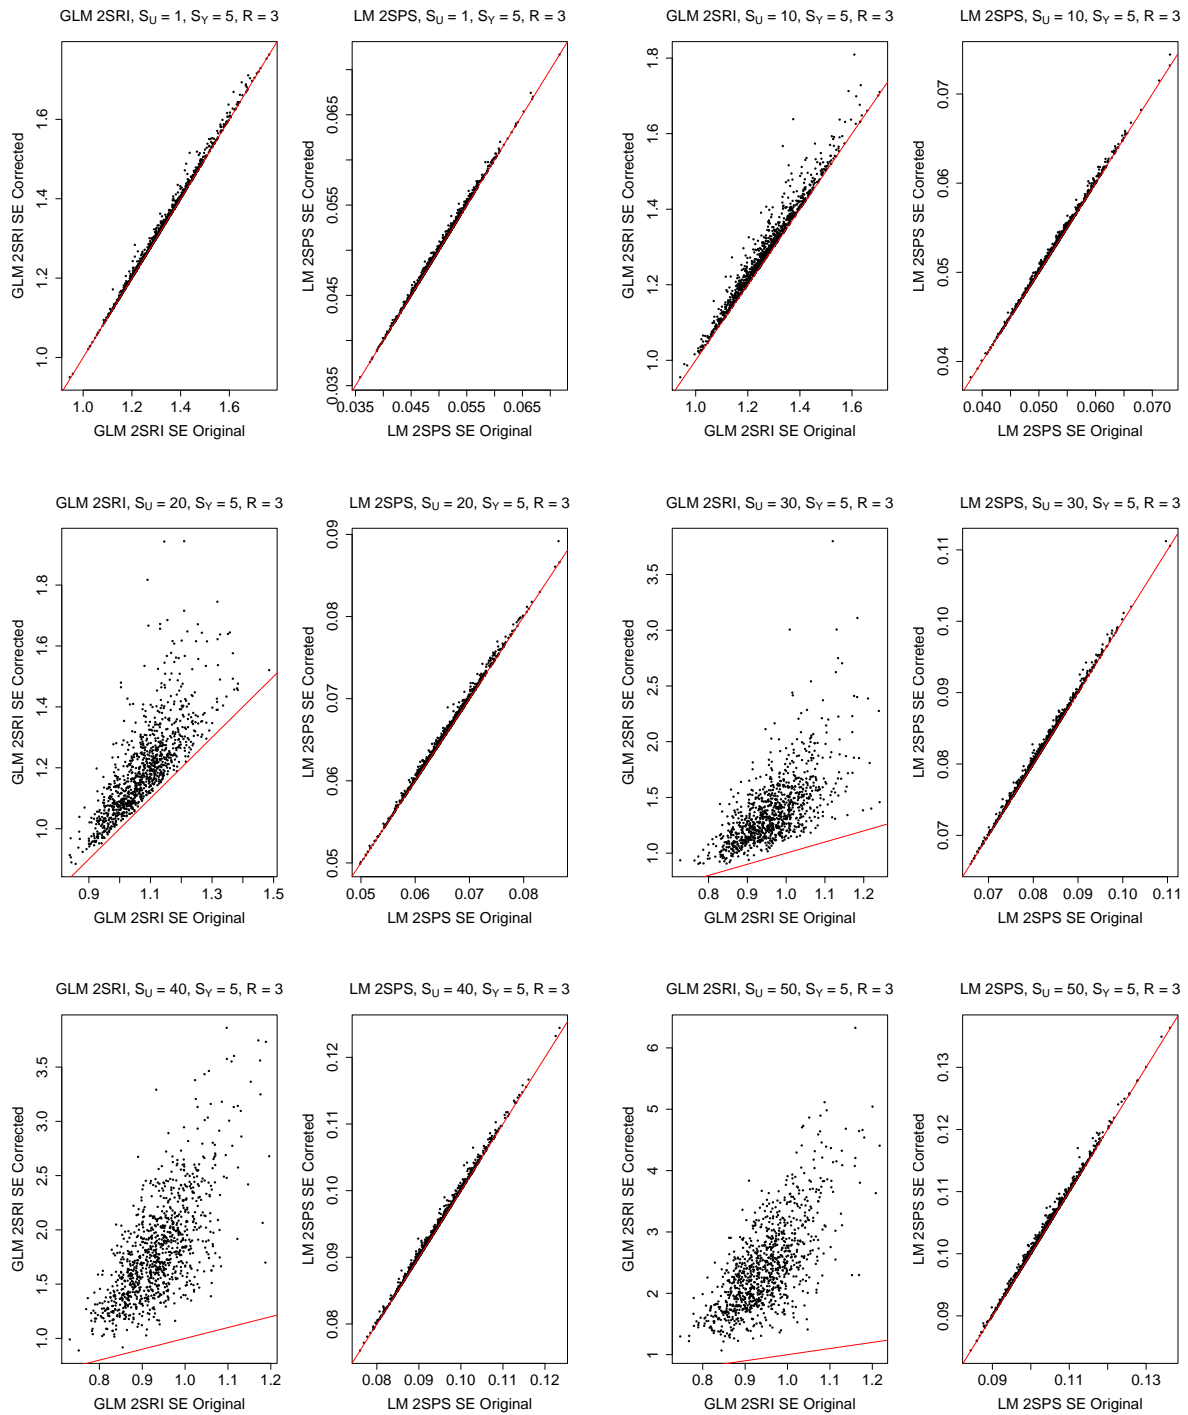 GLM 2SRI, S_U = 1, S_Y = 5, R = 3
GLM 2SRI SE Corrected
1.0 1.2 1.4 1.6
1.0 1.2 1.4 1.6
GLM 2SRI SE Original
LM 2SPS, S_U = 1, S_Y = 5, R = 3
LM 2SPS SE Correted
0.035 0.045 0.055 0.065
0.035 0.045 0.055 0.065
LM 2SPS SE Original
GLM 2SRI, S_U = 10, S_Y = 5, R = 3
GLM 2SRI SE Corrected
1.0 1.2 1.4 1.6 1.8
1.0 1.2 1.4 1.6
GLM 2SRI SE Original
LM 2SPS, S_U = 10, S_Y = 5, R = 3
LM 2SPS SE Correted
0.04 0.05 0.06 0.07
0.040 0.050 0.060 0.070
LM 2SPS SE Original
GLM 2SRI, S_U = 20, S_Y = 5, R = 3
GLM 2SRI SE Corrected
1.0 1.2 1.4 1.6 1.8
0.9 1.1 1.3 1.5
GLM 2SRI SE Original
LM 2SPS, S_U = 20, S_Y = 5, R = 3
LM 2SPS SE Correted
0.05 0.06 0.07 0.08 0.09
0.05 0.06 0.07 0.08
LM 2SPS SE Original
GLM 2SRI, S_U = 30, S_Y = 5, R = 3
GLM 2SRI SE Corrected
1.0 1.5 2.0 2.5 3.0 3.5
0.8 0.9 1.0 1.1 1.2
GLM 2SRI SE Original
LM 2SPS, S_U = 30, S_Y = 5, R = 3
LM 2SPS SE Correted
0.07 0.08 0.09 0.10 0.11
0.07 0.08 0.09 0.10 0.11
LM 2SPS SE Original
GLM 2SRI, S_U = 40, S_Y = 5, R = 3
GLM 2SRI SE Corrected
1.0 1.5 2.0 2.5 3.0 3.5
0.8 0.9 1.0 1.1 1.2
GLM 2SRI SE Original
LM 2SPS, S_U = 40, S_Y = 5, R = 3
LM 2SPS SE Correted
0.08 0.09 0.10 0.11 0.12
0.08 0.09 0.10 0.11 0.12
LM 2SPS SE Original
GLM 2SRI, S_U = 50, S_Y = 5, R = 3
GLM 2SRI SE Corrected
1 2 3 4 5 6
0.8 0.9 1.0 1.1 1.2
GLM 2SRI SE Original
LM 2SPS, S_U = 50, S_Y = 5, R = 3
LM 2SPS SE Correted
0.09 0.10 0.11 0.12 0.13
0.09 0.11 0.13
LM 2SPS SE Original